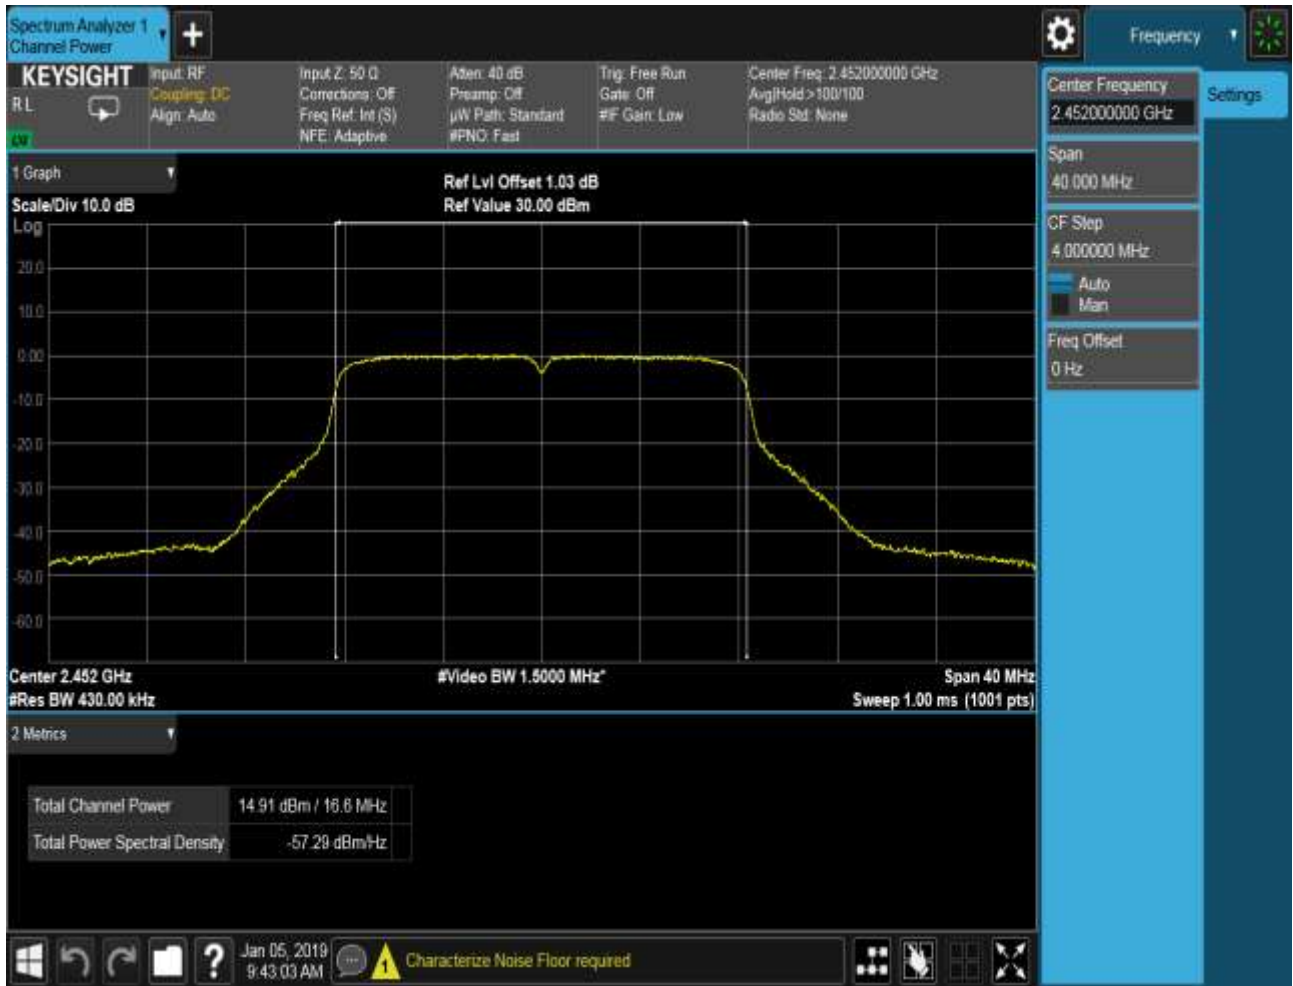 Spectrum Analyzer 1
Channel Power
+
Frequency
KEYSIGHT
R L
Input: RF
Coupling: DC
Align: Auto
Input Z: 50 Ω
Corrections: Off
Freq Ref: Int (S)
NFE: Adaptive
Atten: 40 dB
Preamp: Off
µW Path: Standard
#PNO: Fast
Trig: Free Run
Gate: Off
#IF Gain: Low
Center Freq: 2.452000000 GHz
Avg|Hold:>100/100
Radio Std: None
Center Frequency
2.452000000 GHz
Settings
Span
40.000 MHz
CF Step
4.000000 MHz
Auto
Man
Freq Offset
0 Hz
1 Graph
Scale/Div 10.0 dB
Ref Lvl Offset 1.03 dB
Ref Value 30.00 dBm
Log
20.0
10.0
0.00
-10.0
-20.0
-30.0
-40.0
-50.0
-60.0
Center 2.452 GHz
#Res BW 430.00 kHz
#Video BW 1.5000 MHz*
Span 40 MHz
Sweep 1.00 ms (1001 pts)
2 Metrics
Total Channel Power 14.91 dBm / 16.6 MHz
Total Power Spectral Density -57.29 dBm/Hz
?
Jan 05, 2019
9:43:03 AM
1
Characterize Noise Floor required